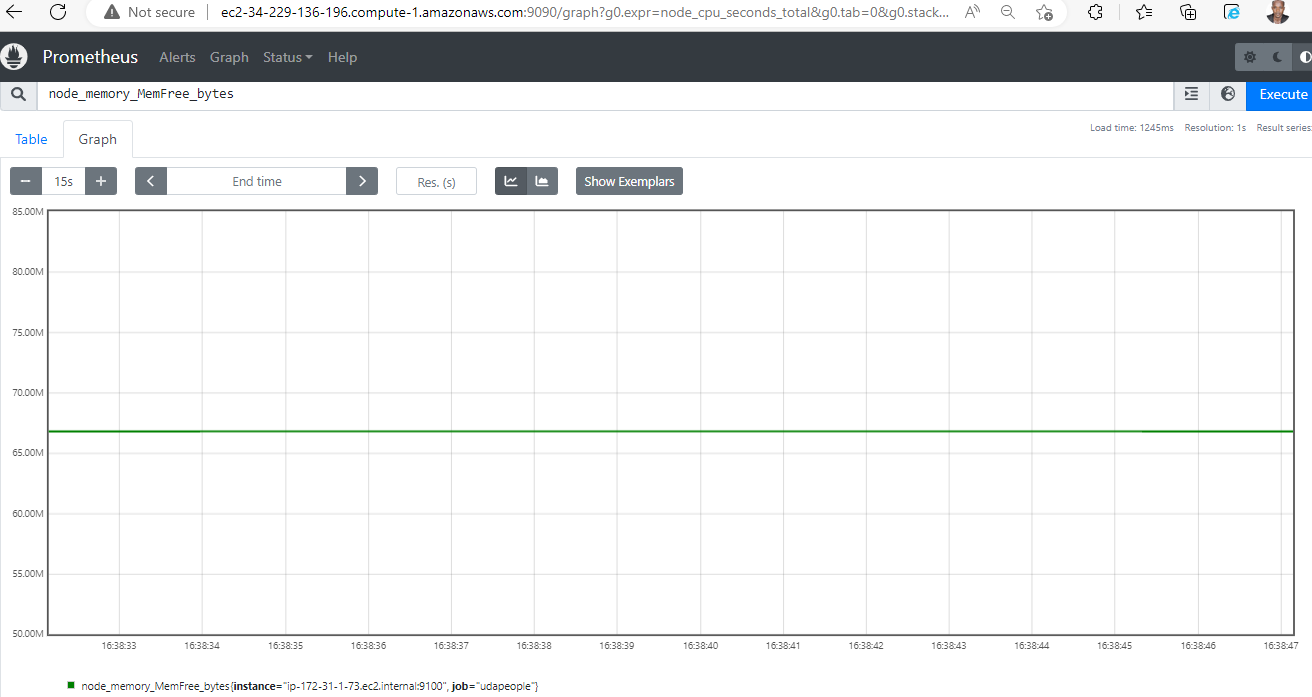 Not secure ec2-34-229-136-196.compute-1.amazonaws.com:9090/graph?g0.expr=node_cpu_seconds_total&g0.tab=0&g0.stack...
Prometheus Alerts Graph Status Help
node_memory_MemFree_bytes Execute
Table Graph Load time: 1245ms Resolution: 1s Result series:
15s End time Res. (s) Show Exemplars
85.00M
80.00M
75.00M
70.00M
65.00M
60.00M
55.00M
50.00M
16:38:33 16:38:34 16:38:35 16:38:36 16:38:37 16:38:38 16:38:39 16:38:40 16:38:41 16:38:42 16:38:43 16:38:44 16:38:45 16:38:46 16:38:47
node_memory_MemFree_bytes{instance="ip-172-31-1-73.ec2.internal:9100", job="udapeople"}